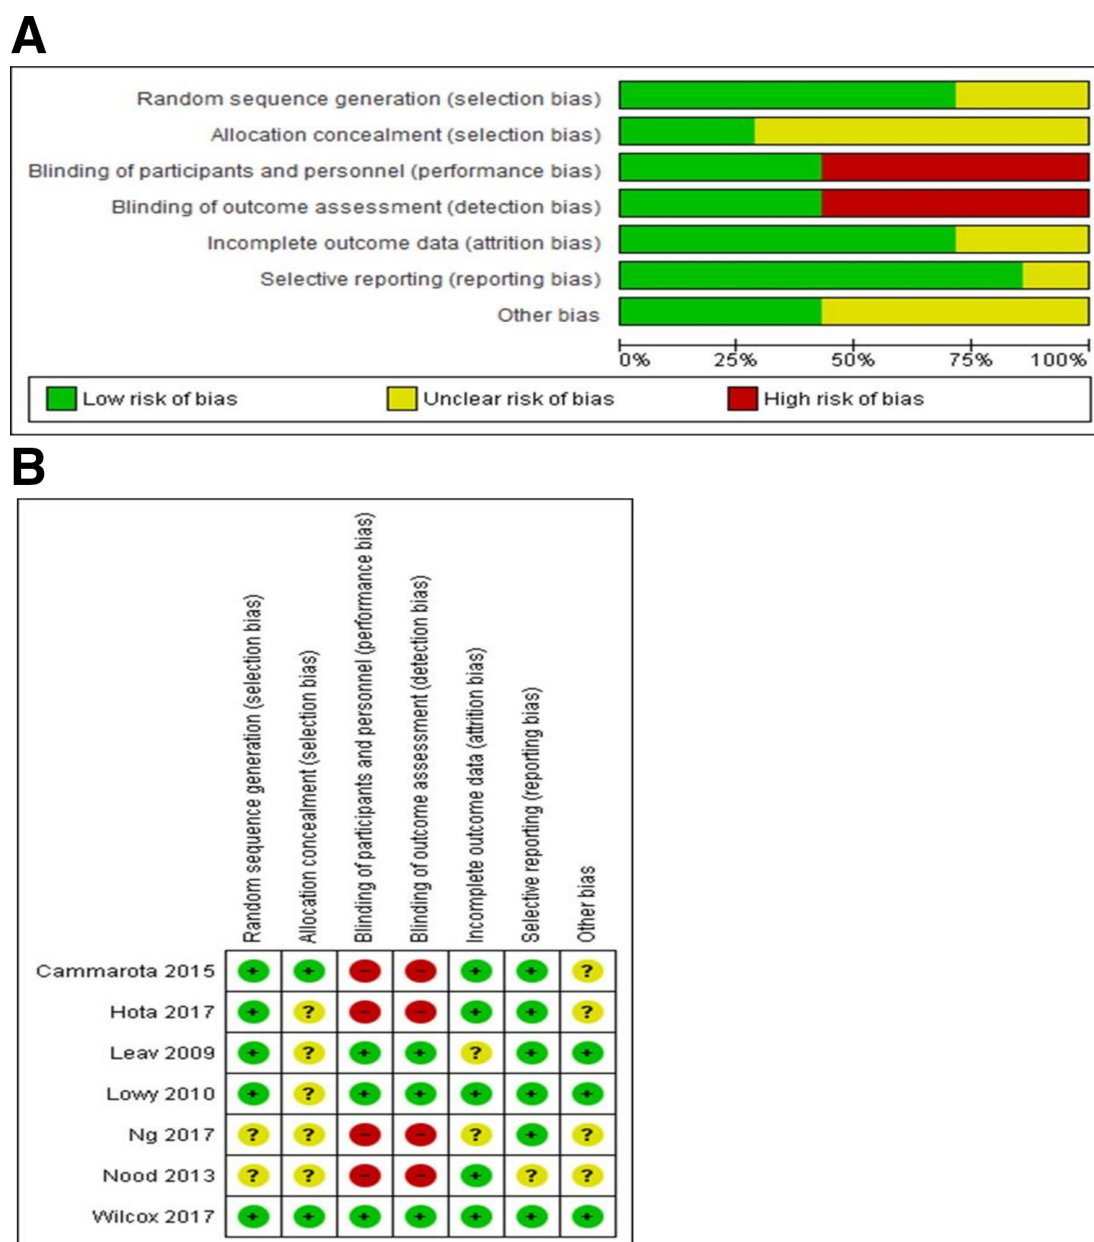 A
Random sequence generation (selection bias)
Allocation concealment (selection bias)
Blinding of participants and personnel (performance bias)
Blinding of outcome assessment (detection bias)
Incomplete outcome data (attrition bias)
Selective reporting (reporting bias)
Other bias
0% 25% 50% 75% 100%
Low risk of bias Unclear risk of bias High risk of bias
B
Random sequence generation (selection bias)
Allocation concealment (selection bias)
Blinding of participants and personnel (performance bias)
Blinding of outcome assessment (detection bias)
Incomplete outcome data (attrition bias)
Selective reporting (reporting bias)
Other bias
Cammarota 2015 + + - - + + ?
Hota 2017 + ? - - + + ?
Leav 2009 + ? + + ? + +
Lowy 2010 + ? + + + + +
Ng 2017 ? ? - - ? + ?
Nood 2013 ? ? - - + ? ?
Wilcox 2017 + + + + + + +